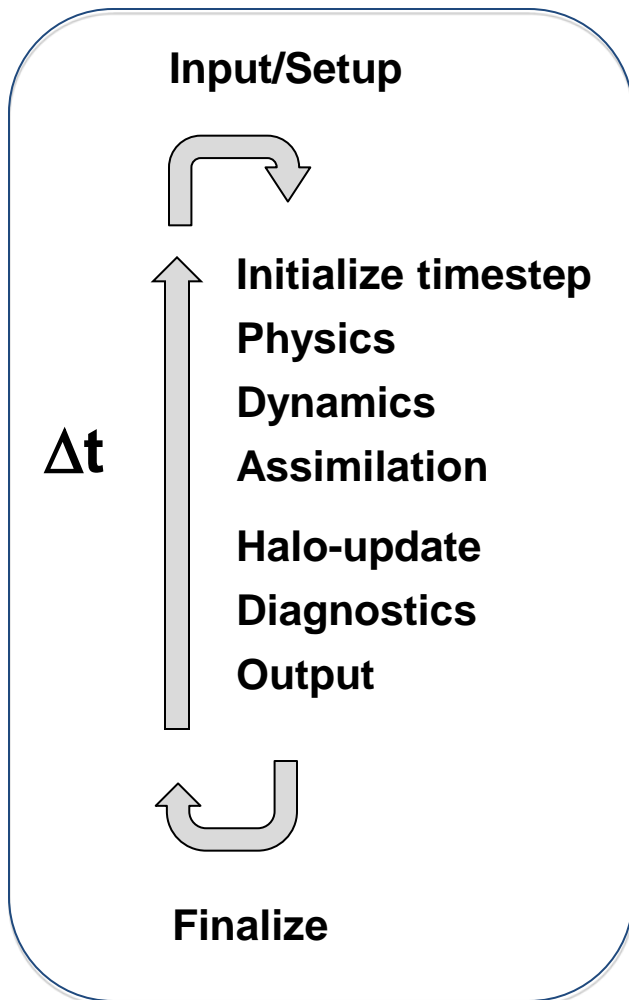 Input/Setup
Initialize timestep
Physics
Dynamics
Δt
Assimilation
Halo-update
Diagnostics
Output
Finalize